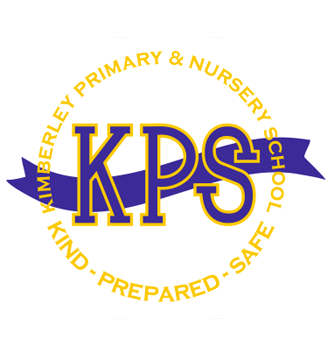 KIMBERLEY PRIMARY & NURSERY SCHOOL
KPS
KIND - PREPARED - SAFE